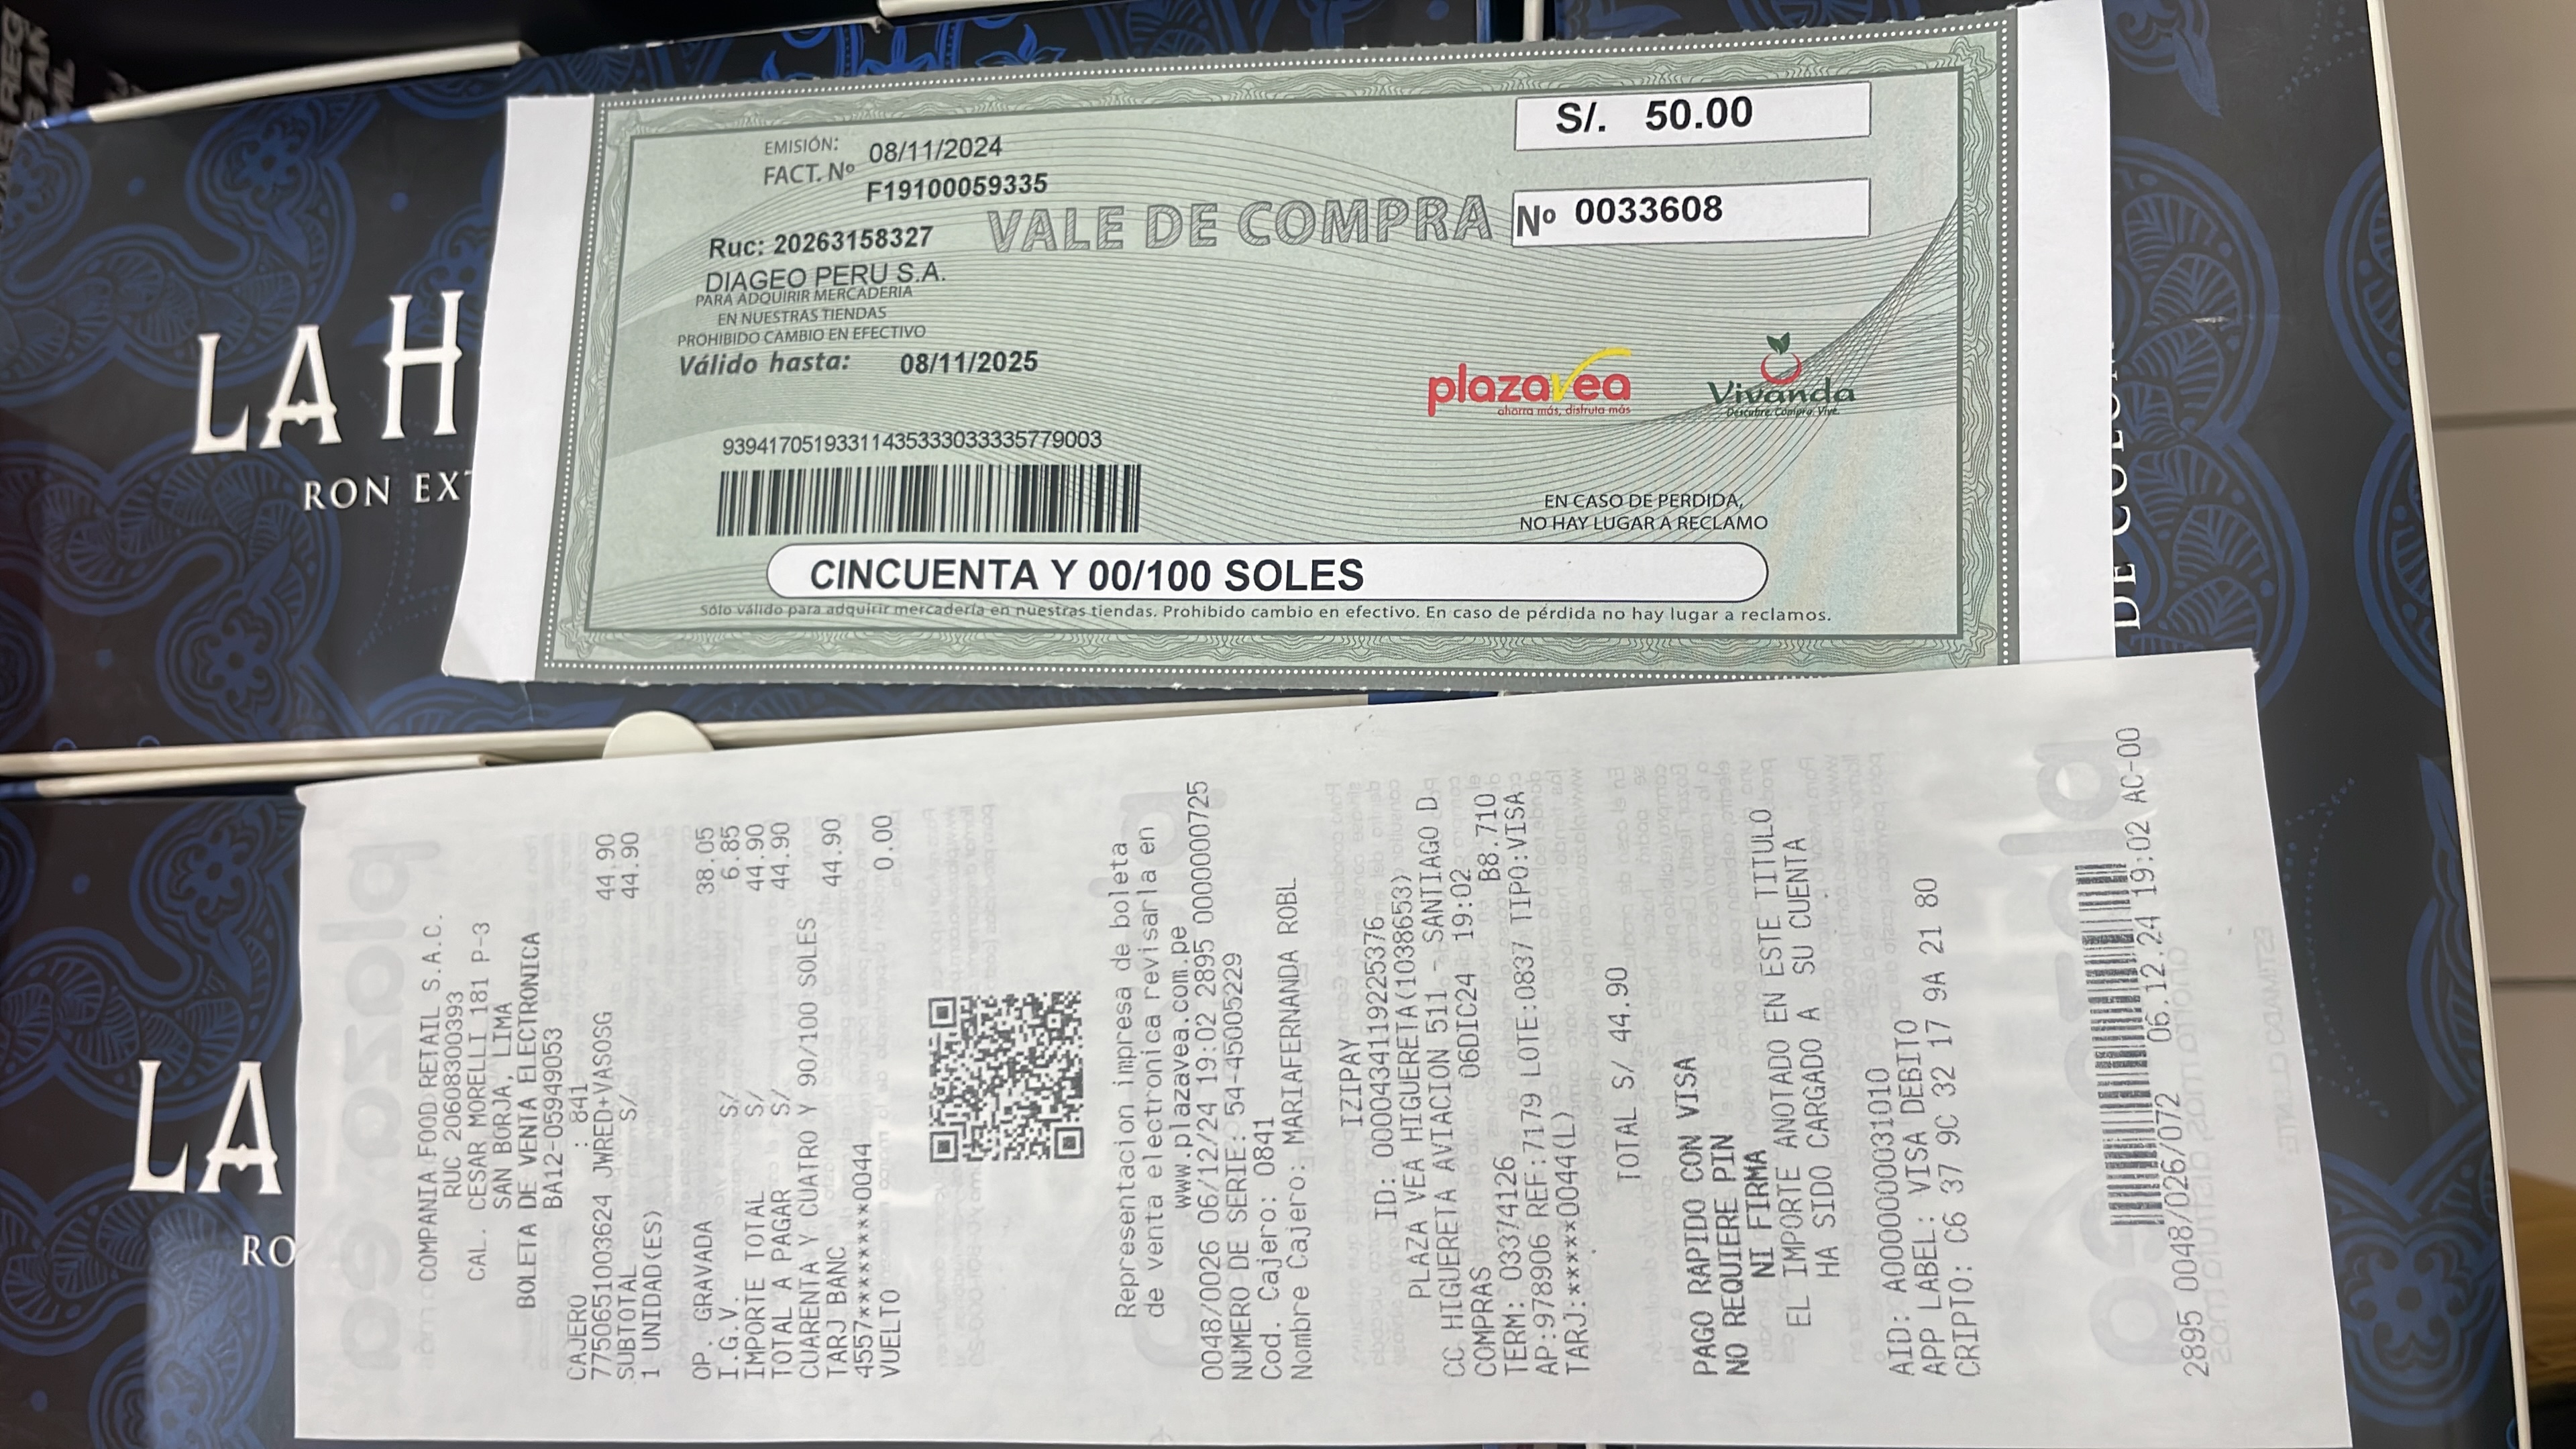 LA
RO
LAH
RON EX
COMPANIA FOOD RETAIL S.A.C.
RUC 20608300393
CAL. CESAR MORELLI 181 P-3
SAN BORJA, LIMA
BOLETA DE VENTA ELECTRONICA
BA12-05949053
CAJERO : 841
7750651003624 JWRED+VASOSG 44.90
SUBTOTAL S/ 44.90
1 UNIDAD(ES)
OP. GRAVADA 38.05
I.G.V. S/ 6.85
IMPORTE TOTAL S/ 44.90
TOTAL A PAGAR S/ 44.90
CUARENTA Y CUATRO Y 90/100 SOLES
TARJ BANC 44.90
4557********0044
VUELTO 0.00
Representacion impresa de boleta
de venta electronica revisarla en
www.plazavea.com.pe
0048/0026 06/12/24 19:02 2895 0000000725
NUMERO DE SERIE: 54-45005229
Cod. Cajero: 0841
Nombre Cajero: MARIAFERNANDA ROBL
IZIPAY
ID: 0000434119225376
PLAZA VEA HIGUERETA(1038653)
CC HIGUERETA AVIACION 511 - SANTIAGO D
COMPRAS 06DIC24 19:02
TERM: 03374126 B8.710
AP:978906 REF:7179 LOTE:0837 TIPO:VISA
TARJ:*****0044(L)
TOTAL S/ 44.90
PAGO RAPIDO CON VISA
NO REQUIERE PIN
NI FIRMA
EL IMPORTE ANOTADO EN ESTE TITULO
HA SIDO CARGADO A SU CUENTA
AID: A0000000031010
APP LABEL: VISA DEBITO
CRIPTO: C6 37 9C 32 17 9A 21 80
2895 0048/026/072 06.12.24 19:02 AC-00
EMISIÓN: 08/11/2024
FACT. Nº F19100059335
S/. 50.00
Ruc: 20263158327 VALE DE COMPRA Nº 0033608
DIAGEO PERU S.A.
PARA ADQUIRIR MERCADERIA
EN NUESTRAS TIENDAS
PROHIBIDO CAMBIO EN EFECTIVO
Válido hasta: 08/11/2025
plazavea
ahorra más, disfruta más
Vivanda
EN CASO DE PERDIDA,
NO HAY LUGAR A RECLAMO
CINCUENTA Y 00/100 SOLES
Sólo válido para adquirir mercadería en nuestras tiendas. Prohibido cambio en efectivo. En caso de pérdida no hay lugar a reclamos.